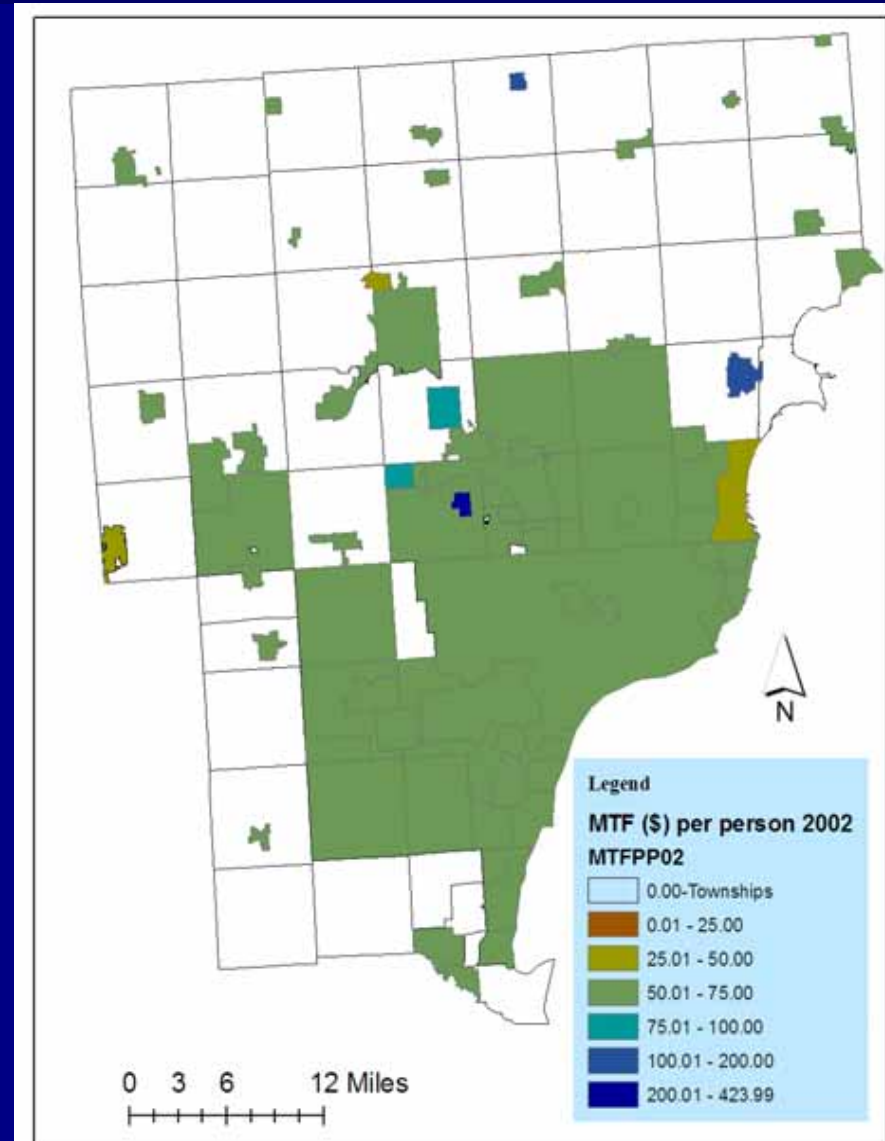 N
Legend
MTF ($) per person 2002
MTFPP02
0.00-Townships
0.01 - 25.00
25.01 - 50.00
50.01 - 75.00
75.01 - 100.00
100.01 - 200.00
200.01 - 423.99
0 3 6 12 Miles